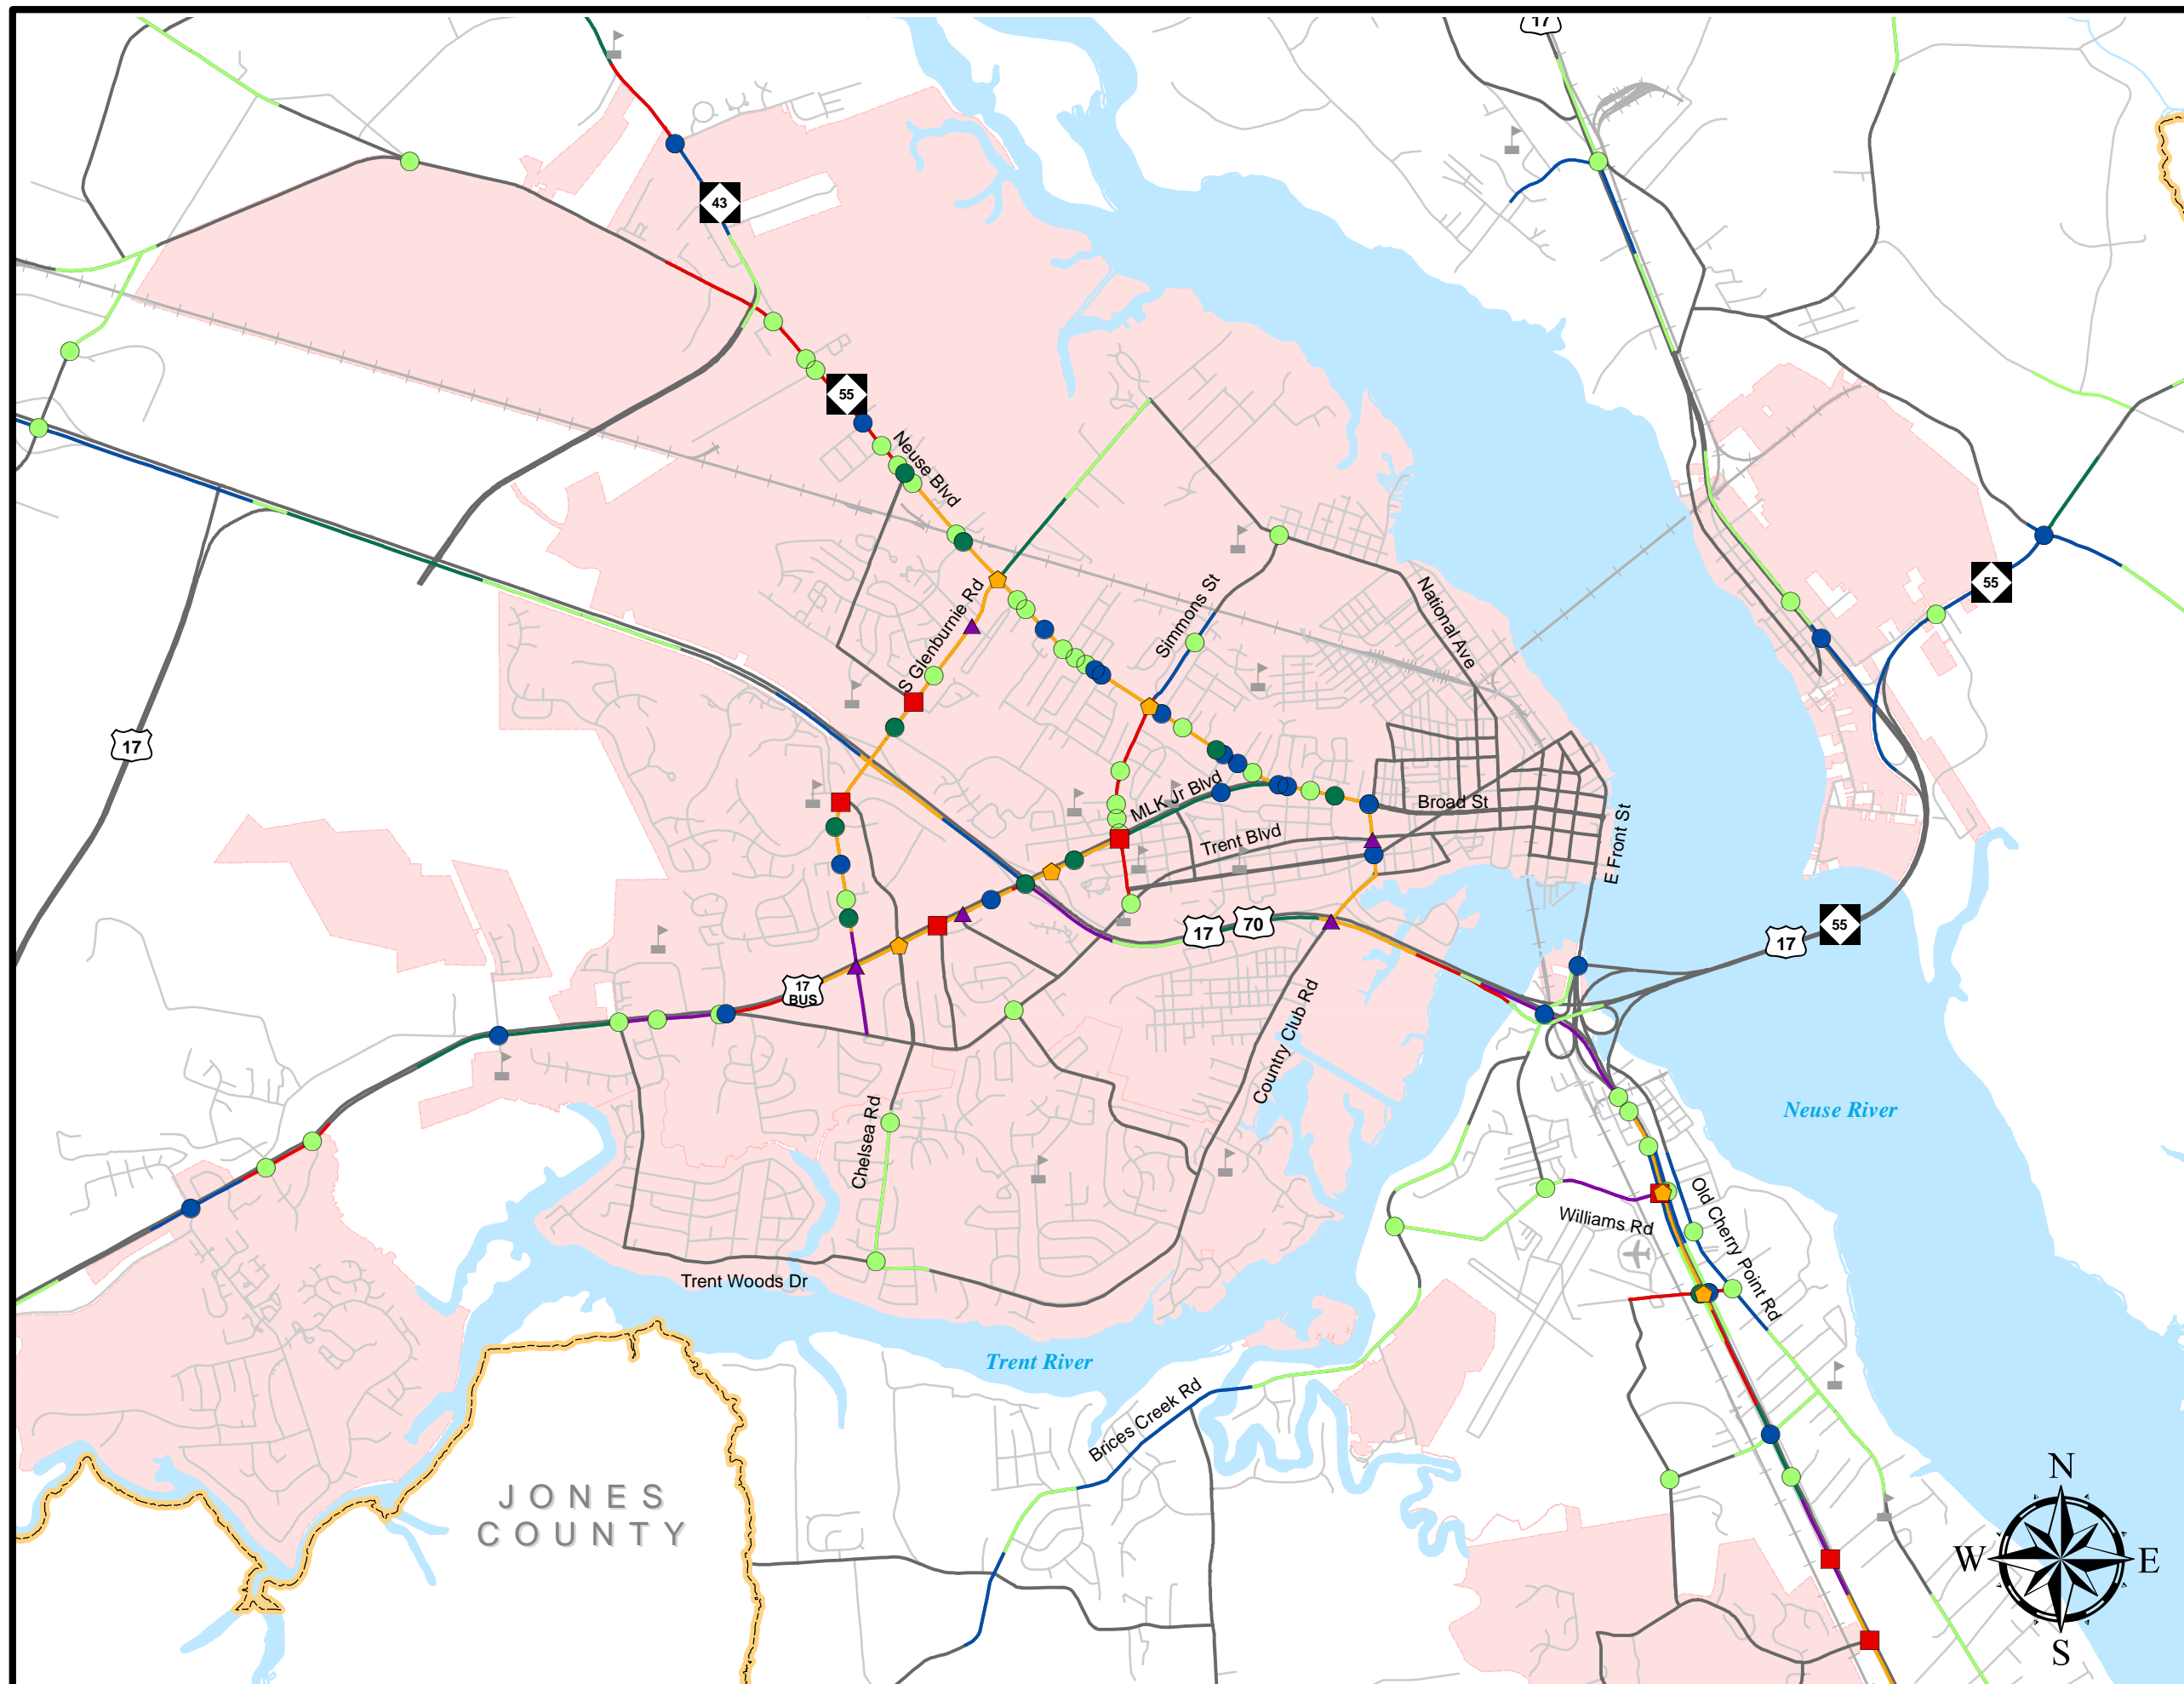 17
43
55
Neuse Blvd
S Glenburnie Rd
Simmons St
National Ave
55
17
MLK Jr Blvd
Broad St
Trent Blvd
E Front St
17
70
17
55
17
BUS
Country Club Rd
Neuse River
Chelsea Rd
Old Cherry Point Rd
Williams Rd
Trent Woods Dr
Trent River
Brices Creek Rd
JONES
COUNTY
N
W
E
S